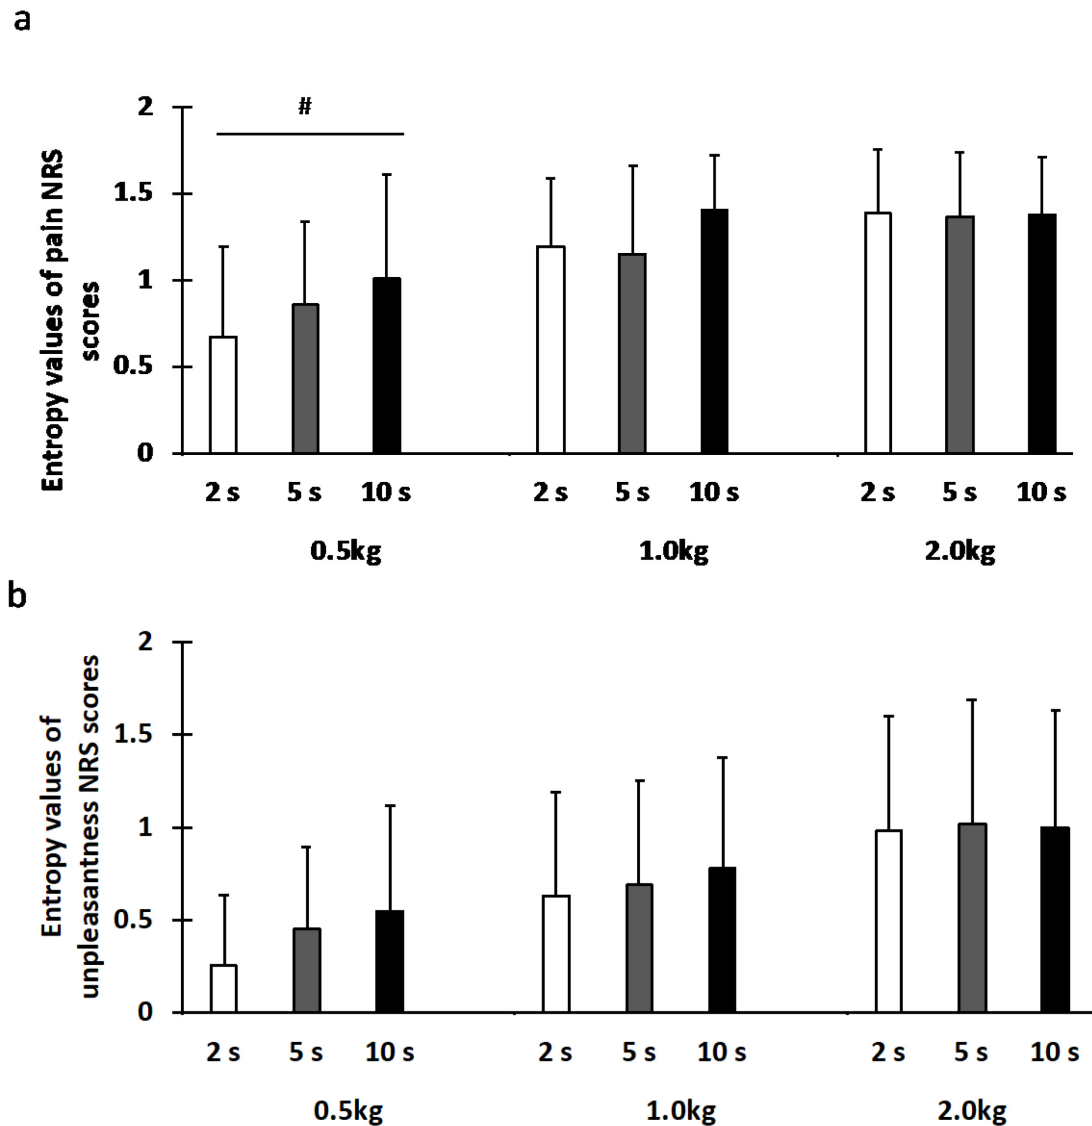 a
#
Entropy values of pain NRS
scores
2
1.5
1
0.5
0
2 s 5 s 10 s 2 s 5 s 10 s 2 s 5 s 10 s
0.5kg 1.0kg 2.0kg
b
Entropy values of
unpleasantness NRS scores
2
1.5
1
0.5
0
2 s 5 s 10 s 2 s 5 s 10 s 2 s 5 s 10 s
0.5kg 1.0kg 2.0kg